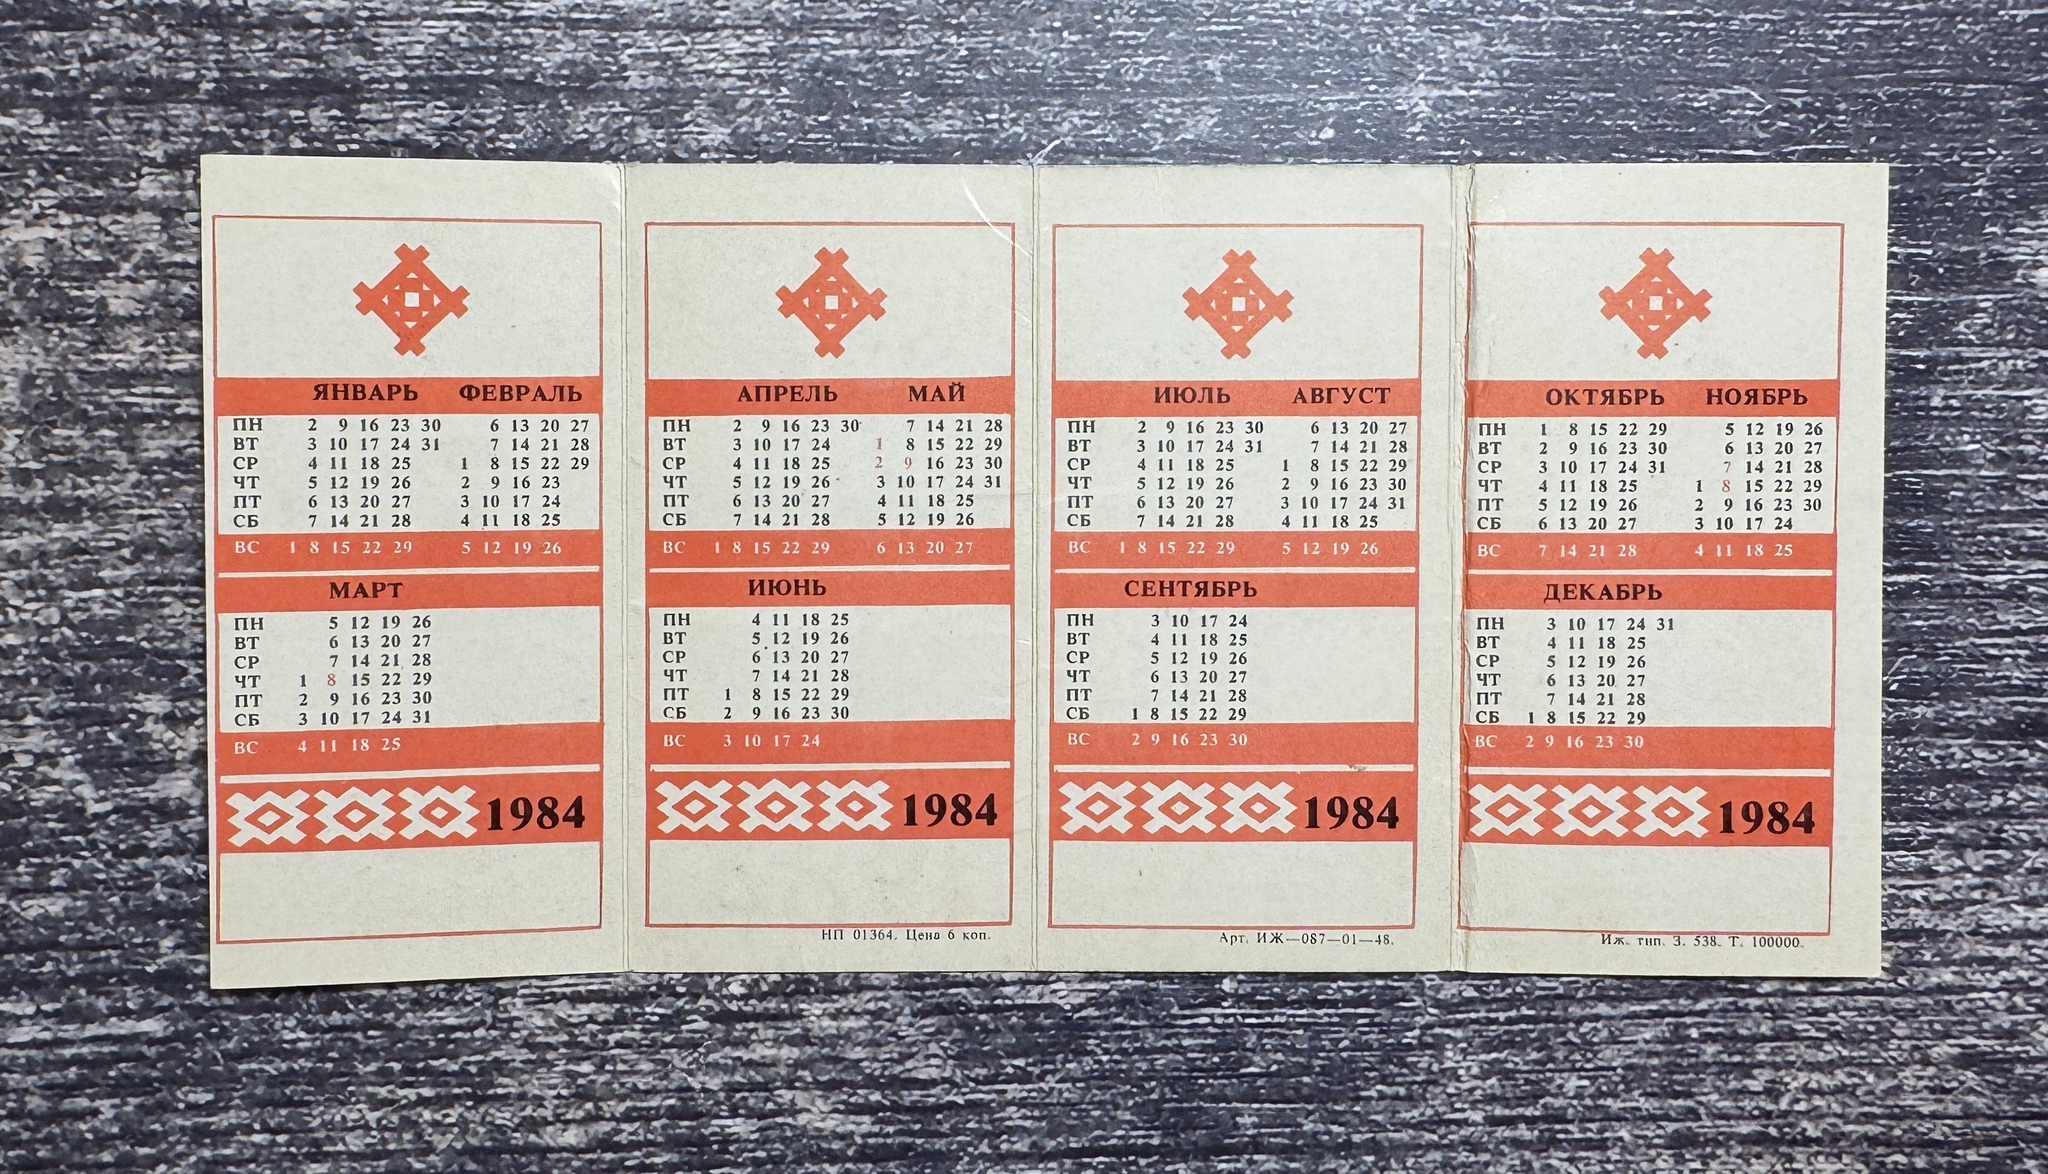 ЯНВАРЬ ФЕВРАЛЬ
ПН 2 9 16 23 30 6 13 20 27
ВТ 3 10 17 24 31 7 14 21 28
СР 4 11 18 25 1 8 15 22 29
ЧТ 5 12 19 26 2 9 16 23
ПТ 6 13 20 27 3 10 17 24
СБ 7 14 21 28 4 11 18 25
ВС 1 8 15 22 29 5 12 19 26
МАРТ
ПН 5 12 19 26
ВТ 6 13 20 27
СР 7 14 21 28
ЧТ 1 8 15 22 29
ПТ 2 9 16 23 30
СБ 3 10 17 24 31
ВС 4 11 18 25
1984
АПРЕЛЬ МАЙ
ПН 2 9 16 23 30 7 14 21 28
ВТ 3 10 17 24 1 8 15 22 29
СР 4 11 18 25 2 9 16 23 30
ЧТ 5 12 19 26 3 10 17 24 31
ПТ 6 13 20 27 4 11 18 25
СБ 7 14 21 28 5 12 19 26
ВС 1 8 15 22 29 6 13 20 27
ИЮНЬ
ПН 4 11 18 25
ВТ 5 12 19 26
СР 6 13 20 27
ЧТ 7 14 21 28
ПТ 1 8 15 22 29
СБ 2 9 16 23 30
ВС 3 10 17 24
1984
НП 01364. Цена 6 коп.
ИЮЛЬ АВГУСТ
ПН 2 9 16 23 30 6 13 20 27
ВТ 3 10 17 24 31 7 14 21 28
СР 4 11 18 25 1 8 15 22 29
ЧТ 5 12 19 26 2 9 16 23 30
ПТ 6 13 20 27 3 10 17 24 31
СБ 7 14 21 28 4 11 18 25
ВС 1 8 15 22 29 5 12 19 26
СЕНТЯБРЬ
ПН 3 10 17 24
ВТ 4 11 18 25
СР 5 12 19 26
ЧТ 6 13 20 27
ПТ 7 14 21 28
СБ 1 8 15 22 29
ВС 2 9 16 23 30
1984
Арт. ИЖ—087—01—48.
ОКТЯБРЬ НОЯБРЬ
ПН 1 8 15 22 29 5 12 19 26
ВТ 2 9 16 23 30 6 13 20 27
СР 3 10 17 24 31 7 14 21 28
ЧТ 4 11 18 25 1 8 15 22 29
ПТ 5 12 19 26 2 9 16 23 30
СБ 6 13 20 27 3 10 17 24
ВС 7 14 21 28 4 11 18 25
ДЕКАБРЬ
ПН 3 10 17 24 31
ВТ 4 11 18 25
СР 5 12 19 26
ЧТ 6 13 20 27
ПТ 7 14 21 28
СБ 1 8 15 22 29
ВС 2 9 16 23 30
1984
Иж. тип. З. 538. Т. 100000.